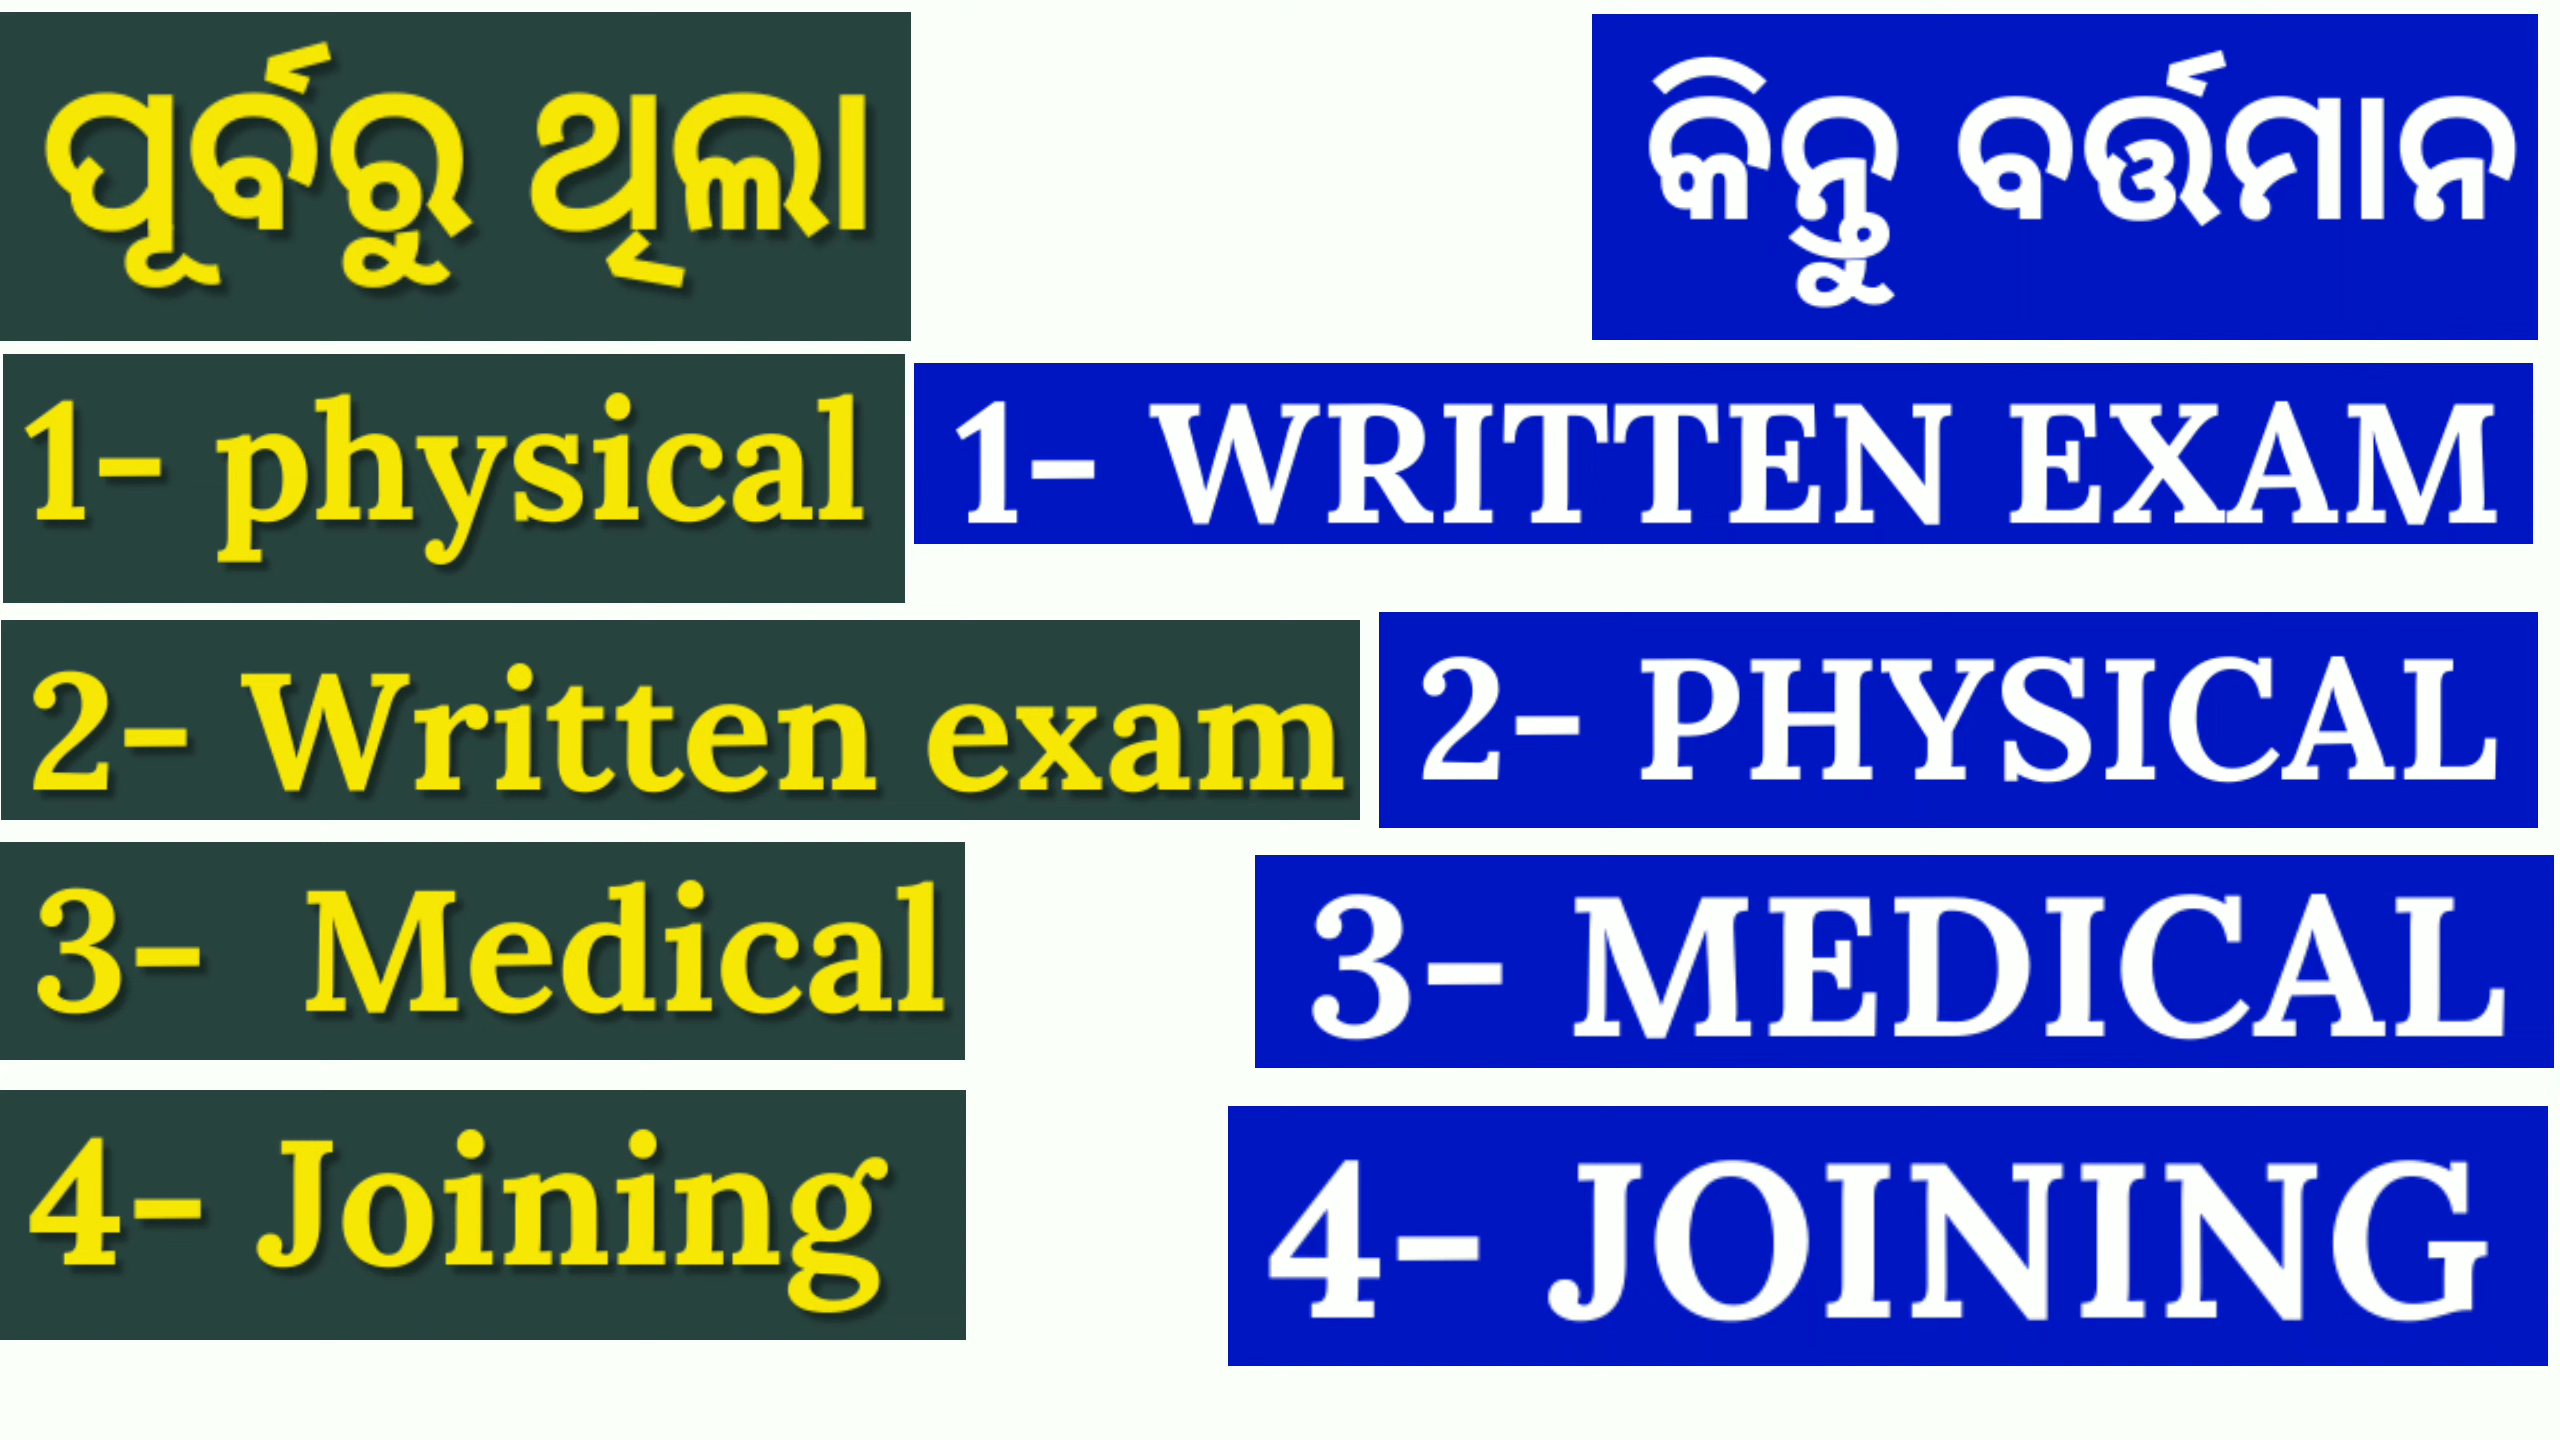 ପୂର୍ବରୁ ଥିଲା
କିନ୍ତୁ ବର୍ତ୍ତମାନ
1- physical
1- WRITTEN EXAM
2- Written exam
2- PHYSICAL
3- Medical
3- MEDICAL
4- Joining
4- JOINING